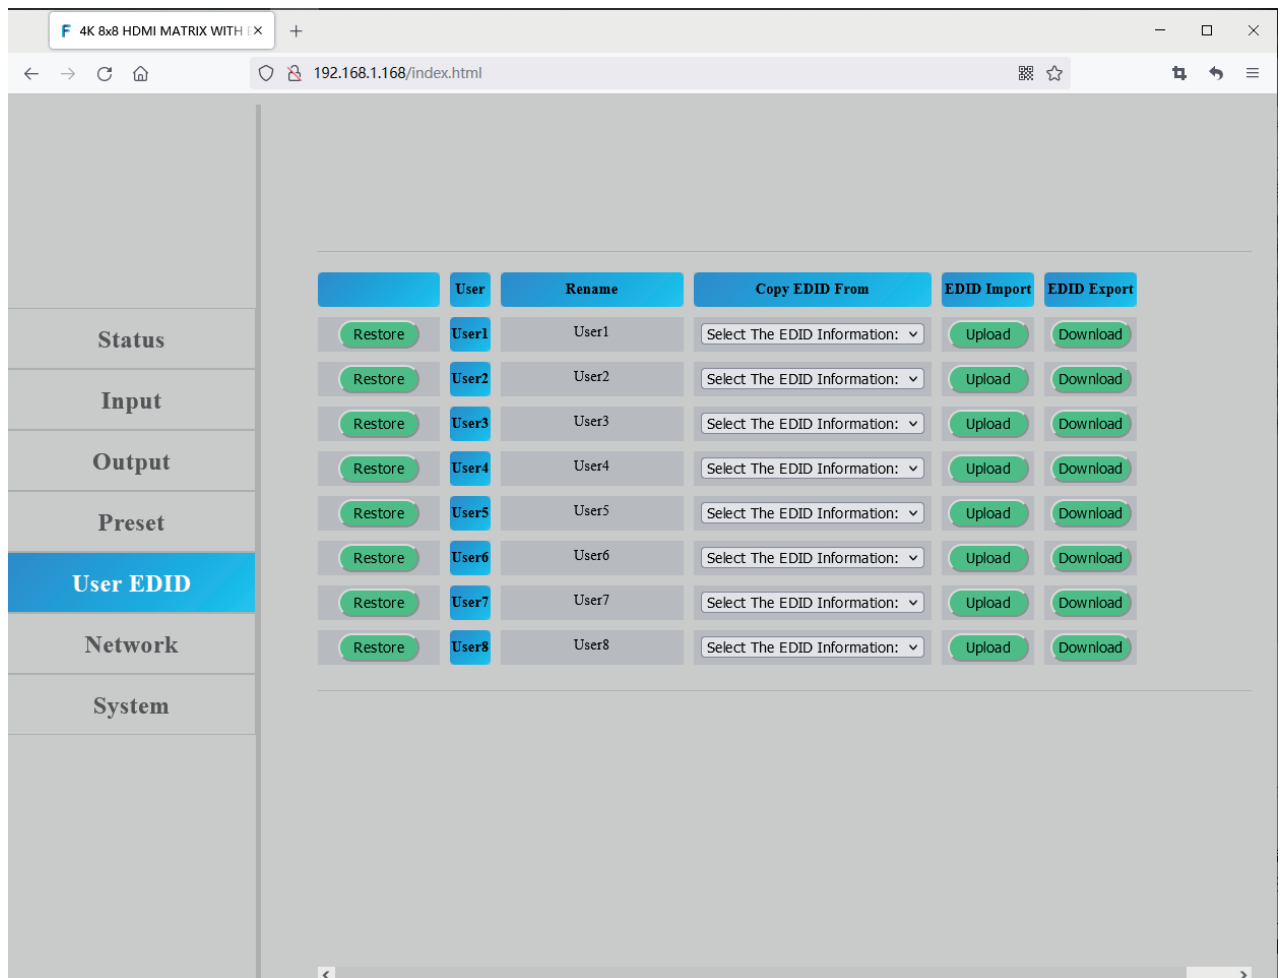 F 4K 8x8 HDMI MATRIX WITH
192.168.1.168/index.html
Status
Input
Output
Preset
User EDID
Network
System
User Rename Copy EDID From EDID Import EDID Export
Restore User1 User1 Select The EDID Information: Upload Download
Restore User2 User2 Select The EDID Information: Upload Download
Restore User3 User3 Select The EDID Information: Upload Download
Restore User4 User4 Select The EDID Information: Upload Download
Restore User5 User5 Select The EDID Information: Upload Download
Restore User6 User6 Select The EDID Information: Upload Download
Restore User7 User7 Select The EDID Information: Upload Download
Restore User8 User8 Select The EDID Information: Upload Download